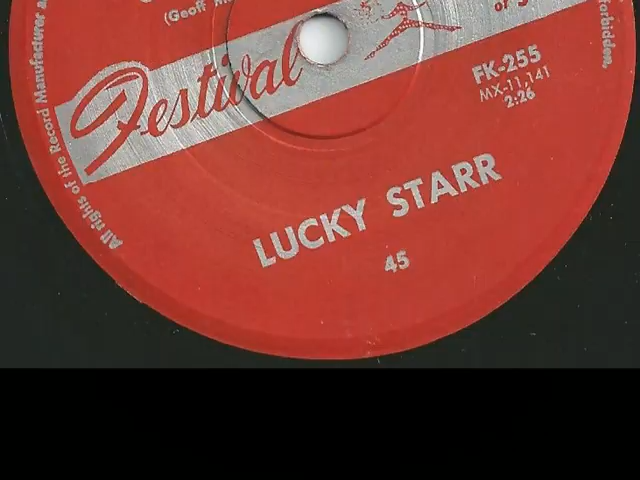 (Geoff
Festival
FK-255
MX-11,141
2:26
LUCKY STARR
45
All rights of the Record Manufacturer a
forbidden,